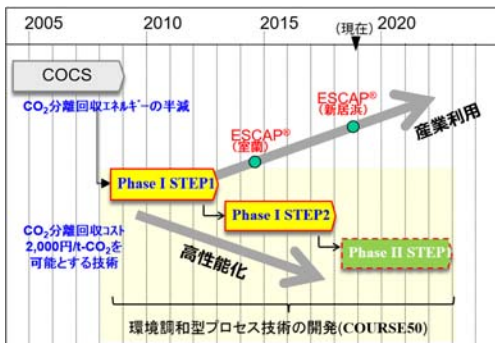 2005 2010 2015 2020
(現在)
COCS
CO2分離回収エネルギーの半減
ESCAP®
(室蘭)
ESCAP®
(新居浜)
産業利用
Phase I STEP1
Phase I STEP2
CO2分離回収コスト
2,000円/t-CO2を
可能とする技術
高性能化
Phase II STEP1
環境調和型プロセス技術の開発(COURSE50)